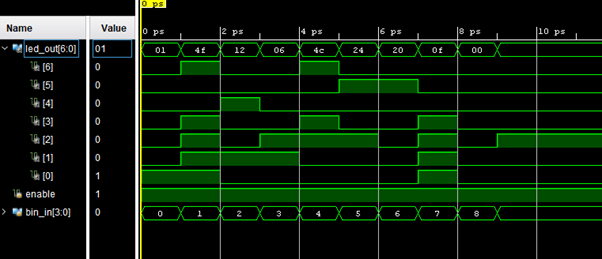 0 ps
Name Value 0 ps 2 ps 4 ps 6 ps 8 ps 10 ps
led_out[6:0] 01 01 4f 12 06 4c 24 20 0f 00
[6] 0
[5] 0
[4] 0
[3] 0
[2] 0
[1] 0
[0] 1
enable 1
bin_in[3:0] 0 0 1 2 3 4 5 6 7 8